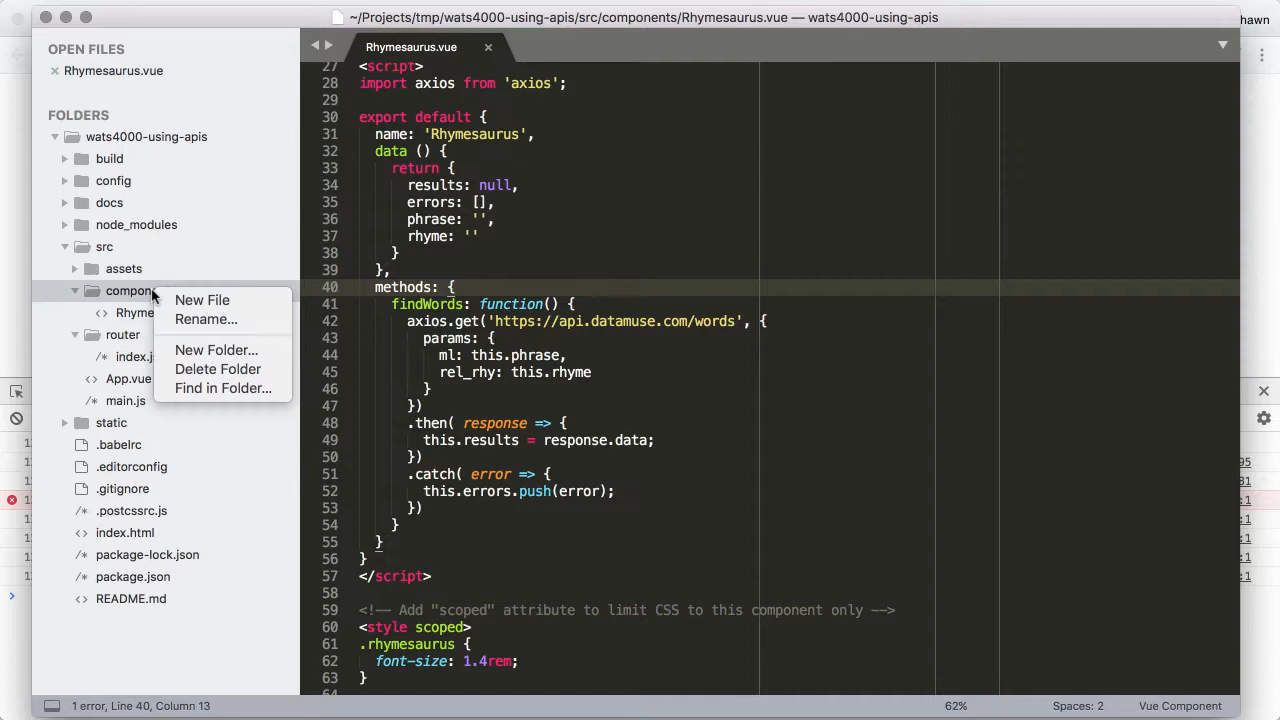 ~/Projects/tmp/wats4000-using-apis/src/components/Rhymesaurus.vue — wats4000-using-apis
hawn
OPEN FILES
Rhymesaurus.vue
FOLDERS
wats4000-using-apis
build
config
docs
node_modules
src
assets
compon
Rhyme
router
index.j
App.vue
main.js
static
.babelrc
.editorconfig
.gitignore
.postcssrc.js
index.html
package-lock.json
package.json
README.md
New File
Rename...
New Folder...
Delete Folder
Find in Folder...
Rhymesaurus.vue
27 <script>
28 import axios from 'axios';
29
30 export default {
31 name: 'Rhymesaurus',
32 data () {
33 return {
34 results: null,
35 errors: [],
36 phrase: '',
37 rhyme: ''
38 }
39 },
40 methods: {
41 findWords: function() {
42 axios.get('https://api.datamuse.com/words', {
43 params: {
44 ml: this.phrase,
45 rel_rhy: this.rhyme
46 }
47 })
48 .then( response => {
49 this.results = response.data;
50 })
51 .catch( error => {
52 this.errors.push(error);
53 })
54 }
55 }
56 }
57 </script>
58
59 <!-- Add "scoped" attribute to limit CSS to this component only -->
60 <style scoped>
61 .rhymesaurus {
62 font-size: 1.4rem;
63 }
95
81
:1
:1
:1
:1
:1
1 error, Line 40, Column 13
62%
Spaces: 2
Vue Component